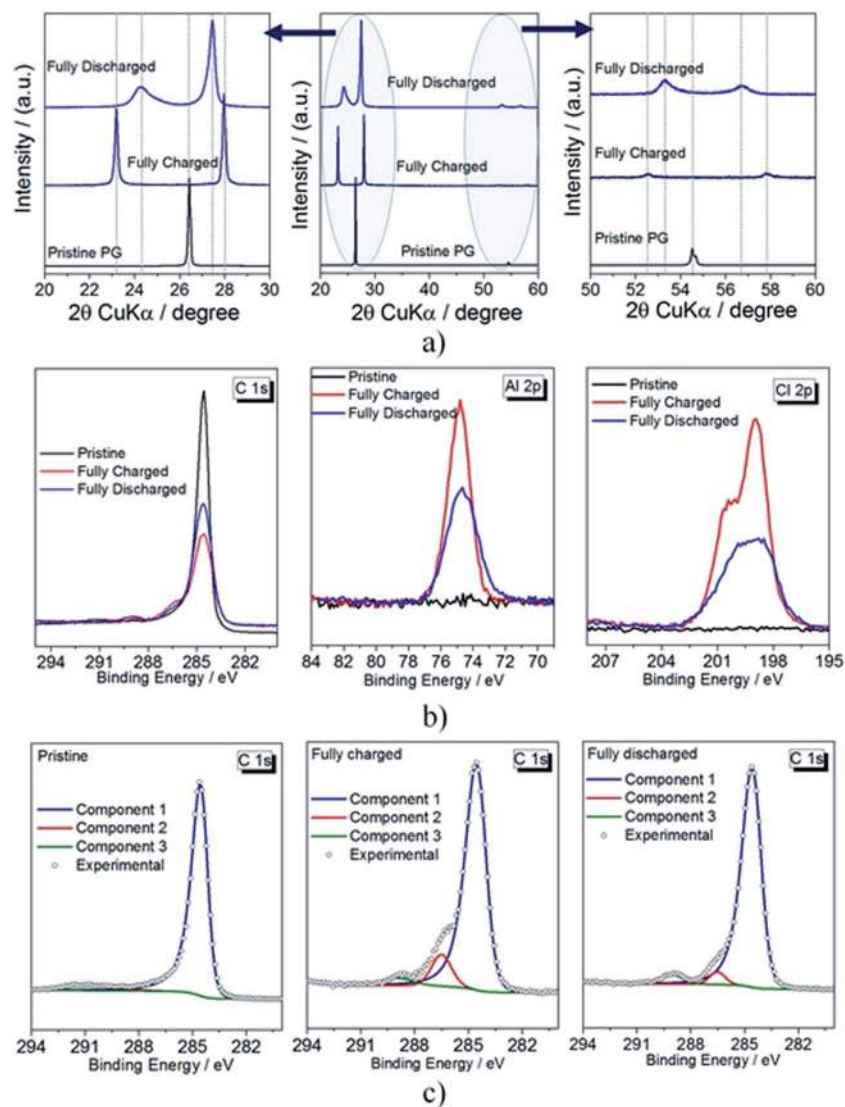 Intensity / (a.u.)
Fully Discharged
Fully Charged
Pristine PG
20 22 24 26 28 30
2θ CuKα / degree
Intensity / (a.u.)
Fully Discharged
Fully Charged
Pristine PG
20 30 40 50 60
2θ CuKα / degree
Intensity / (a.u.)
Fully Discharged
Fully Charged
Pristine PG
50 52 54 56 58 60
2θ CuKα / degree
a)
C 1s
Pristine
Fully Charged
Fully Discharged
294 291 288 285 282
Binding Energy / eV
Al 2p
Pristine
Fully Charged
Fully Discharged
84 82 80 78 76 74 72 70
Binding Energy / eV
Cl 2p
Pristine
Fully Charged
Fully Discharged
207 204 201 198 195
Binding Energy / eV
b)
Pristine
C 1s
Component 1
Component 2
Component 3
Experimental
294 291 288 285 282
Binding Energy / eV
Fully charged
C 1s
Component 1
Component 2
Component 3
Experimental
294 291 288 285 282
Binding Energy / eV
Fully discharged
C 1s
Component 1
Component 2
Component 3
Experimental
294 291 288 285 282
Binding Energy / eV
c)